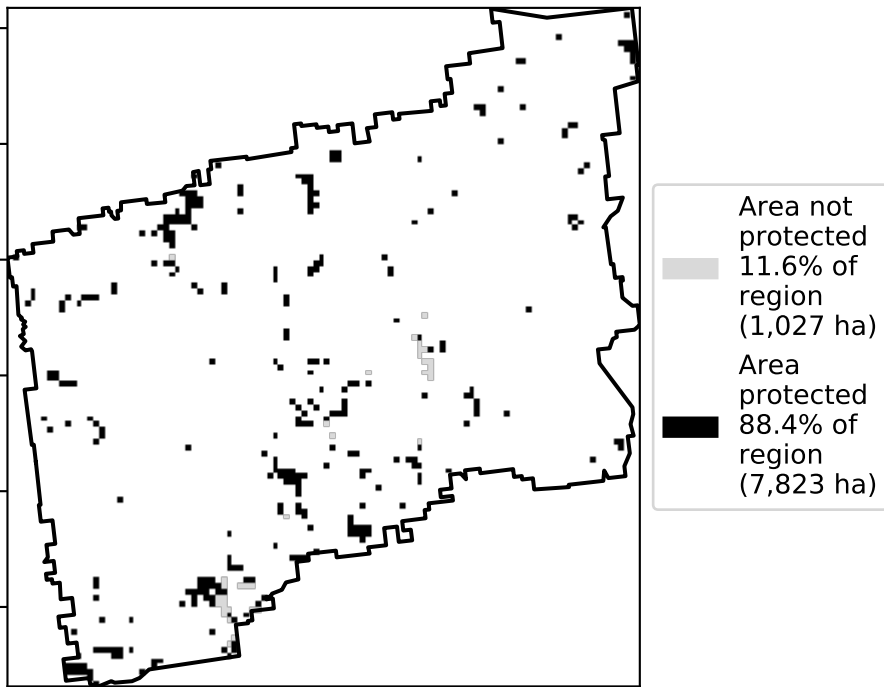 Area not
protected
11.6% of
region
(1,027 ha)
Area
protected
88.4% of
region
(7,823 ha)